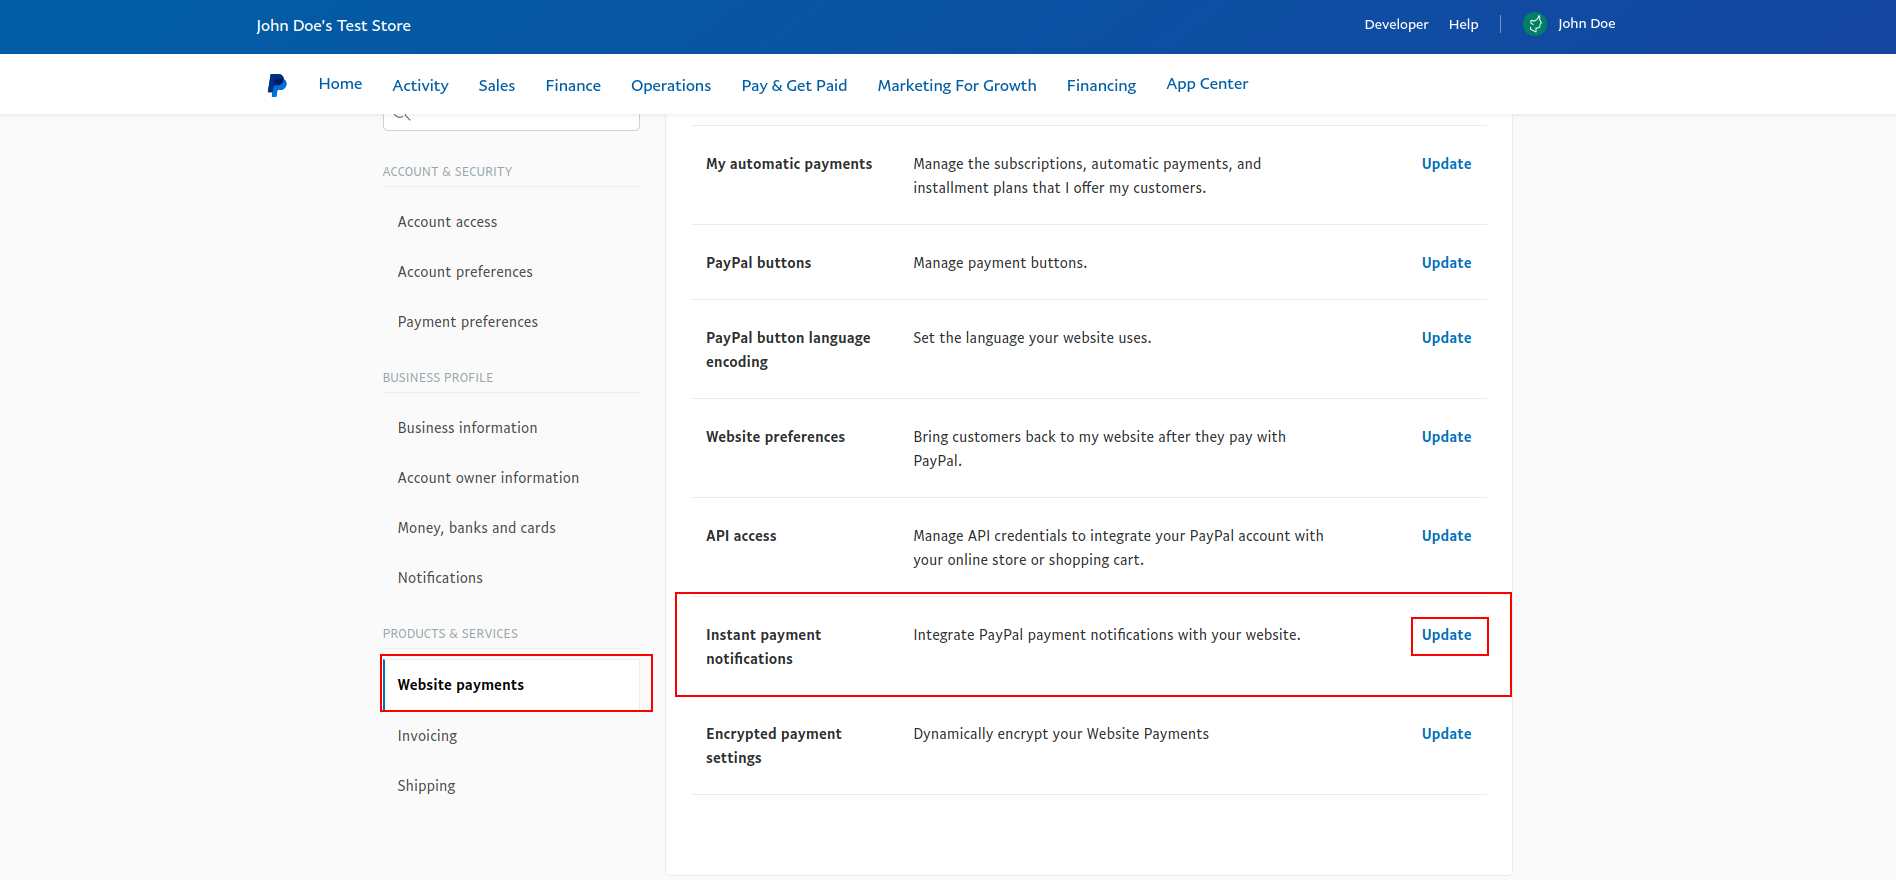 John Doe's Test Store
Developer Help John Doe
Home Activity Sales Finance Operations Pay & Get Paid Marketing For Growth Financing App Center
ACCOUNT & SECURITY
Account access
Account preferences
Payment preferences
BUSINESS PROFILE
Business information
Account owner information
Money, banks and cards
Notifications
PRODUCTS & SERVICES
Website payments
Invoicing
Shipping
My automatic payments
Manage the subscriptions, automatic payments, and
installment plans that I offer my customers.
Update
PayPal buttons
Manage payment buttons.
Update
PayPal button language
encoding
Set the language your website uses.
Update
Website preferences
Bring customers back to my website after they pay with
PayPal.
Update
API access
Manage API credentials to integrate your PayPal account with
your online store or shopping cart.
Update
Instant payment
notifications
Integrate PayPal payment notifications with your website.
Update
Encrypted payment
settings
Dynamically encrypt your Website Payments
Update